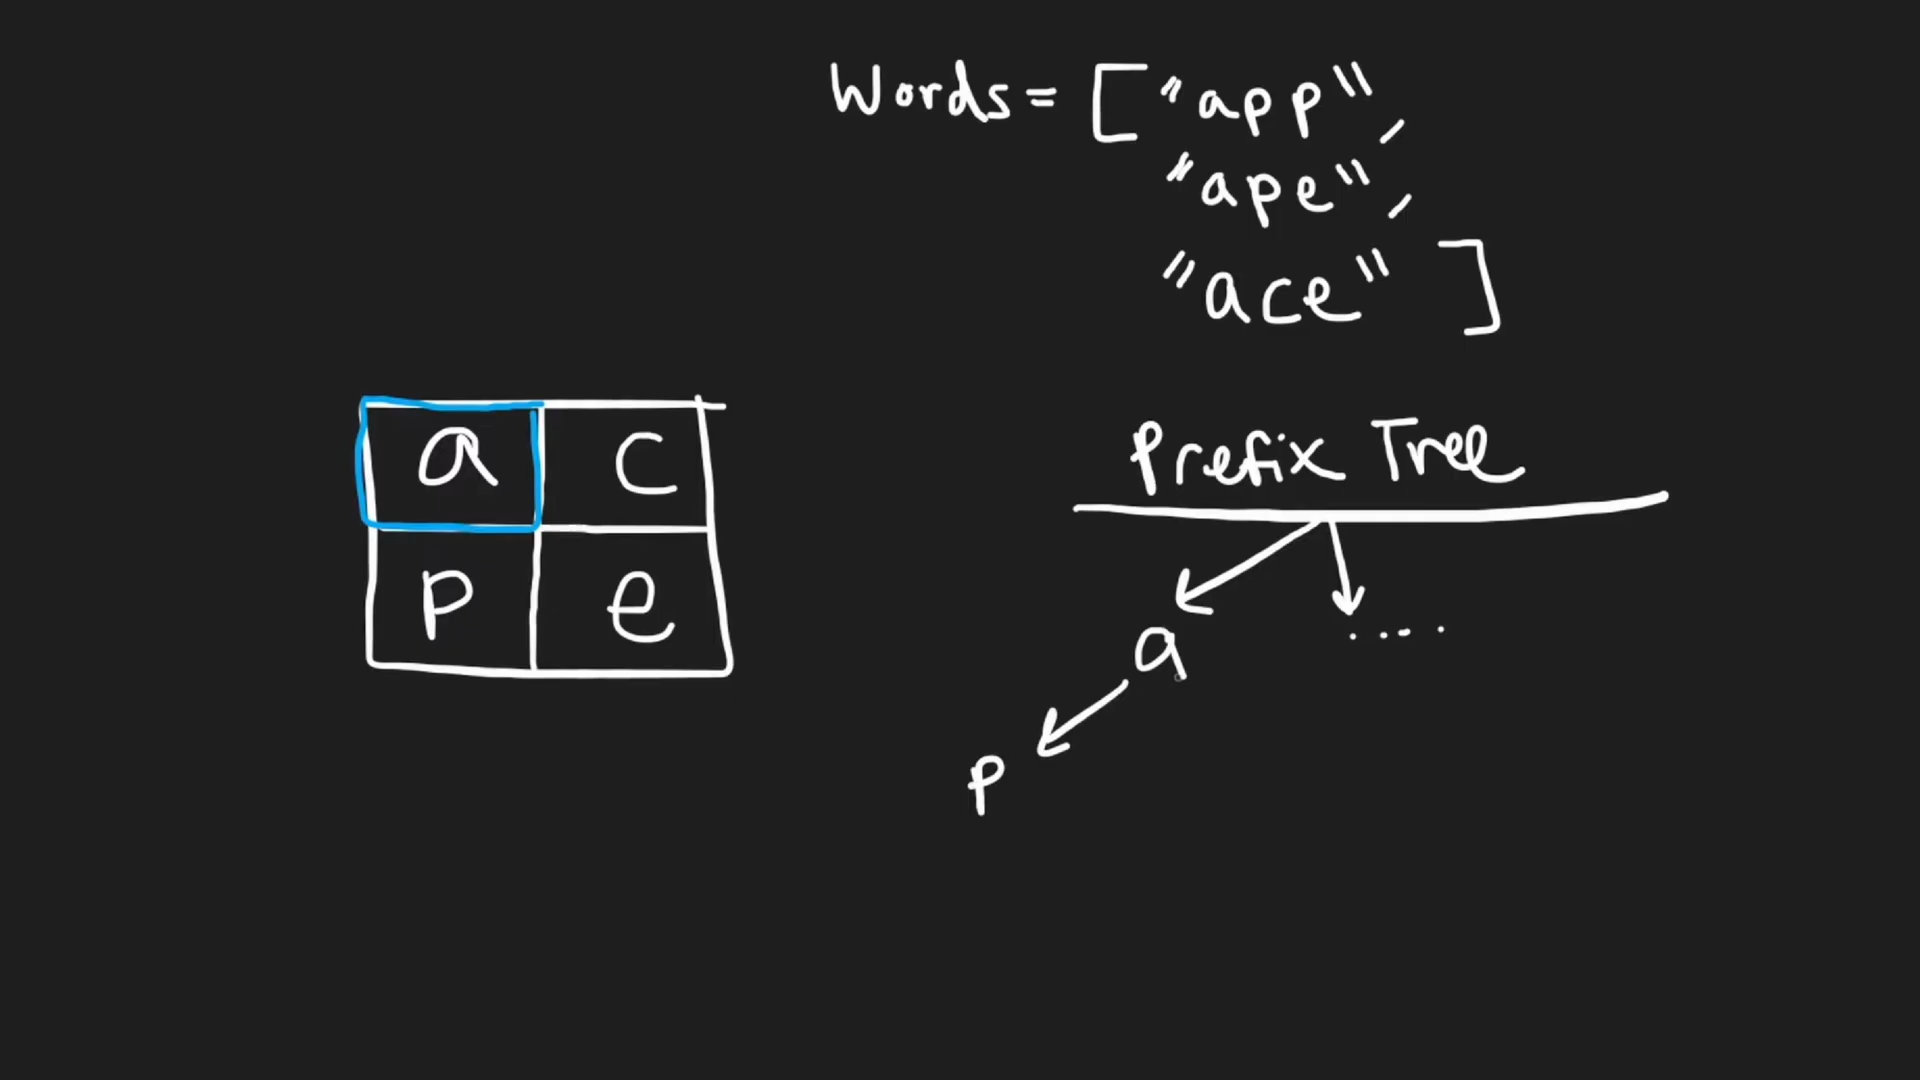 Words = ["app",
"ape",
"ace"]
a c
p e
Prefix Tree
a ....
p